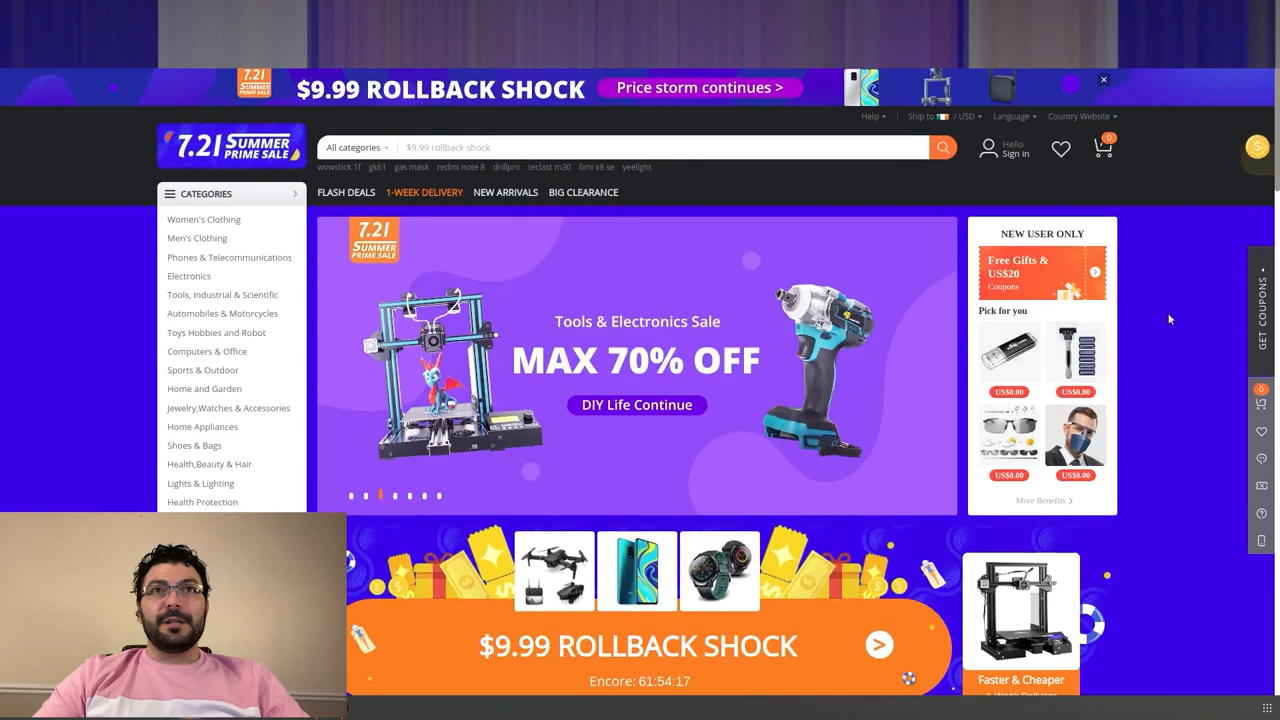 7.21
$9.99 ROLLBACK SHOCK
Price storm continues >
Help
Ship to / USD
Language
Country Website
7.21 SUMMER PRIME SALE
All categories
$9.99 rollback shock
Hello
Sign in
0
wowstick 1f gk61 gas mask redmi note 8 drillpro teclast m30 fimi x8 se yeelight
CATEGORIES
FLASH DEALS
1-WEEK DELIVERY
NEW ARRIVALS
BIG CLEARANCE
Women's Clothing
Men's Clothing
Phones & Telecommunications
Electronics
Tools, Industrial & Scientific
Automobiles & Motorcycles
Toys Hobbies and Robot
Computers & Office
Sports & Outdoor
Home and Garden
Jewelry,Watches & Accessories
Home Appliances
Shoes & Bags
Health,Beauty & Hair
Lights & Lighting
Health Protection
7.21
SUMMER
PRIME SALE
Tools & Electronics Sale
MAX 70% OFF
DIY Life Continue
NEW USER ONLY
Free Gifts &
US$20
Coupons
Pick for you
US$0.00
US$0.00
US$0.00
US$0.00
More Benefits
GET COUPONS
0
$9.99 ROLLBACK SHOCK
Encore: 61:54:17
Faster & Cheaper